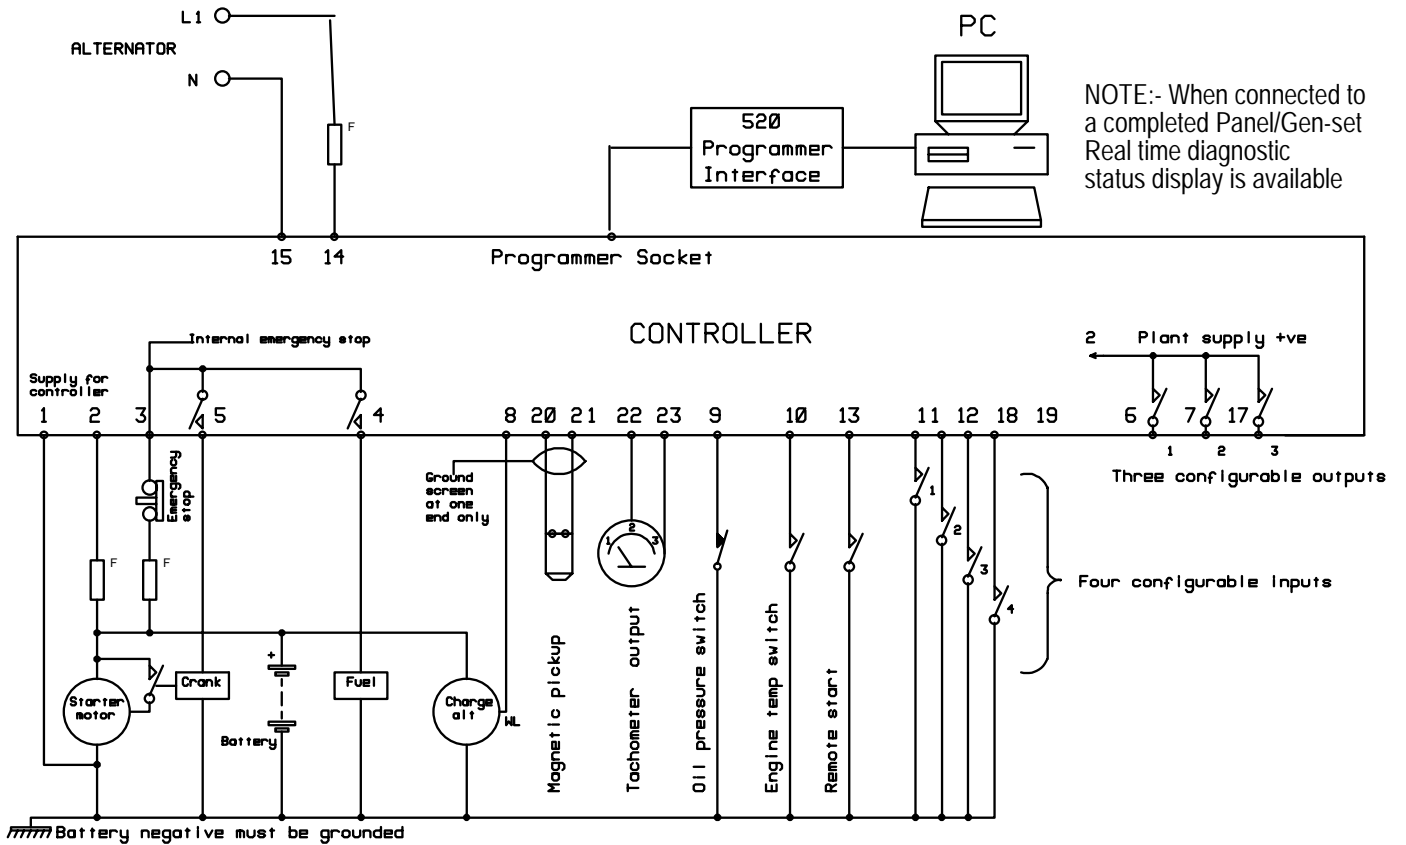 L1
ALTERNATOR
N
F
PC
520
Programmer
Interface
NOTE:- When connected to
a completed Panel/Gen-set
Real time diagnostic
status display is available
15 14 Programmer Socket
CONTROLLER
Internal emergency stop
2 Plant supply +ve
Supply for
controller
1 2 3 5 4 8 20 21 22 23 9 10 13 11 12 18 19 6 7 17
1 2 3
Three configurable outputs
Emergency
stop
F F
Ground
screen
at one
end only
1 2 3
1
2
3
4
Four configurable inputs
Starter
motor
Crank
+
Battery
Fuel
Charge
alt
WL
Magnetic pickup
Tachometer output
Oil pressure switch
Engine temp switch
Remote start
Battery negative must be grounded